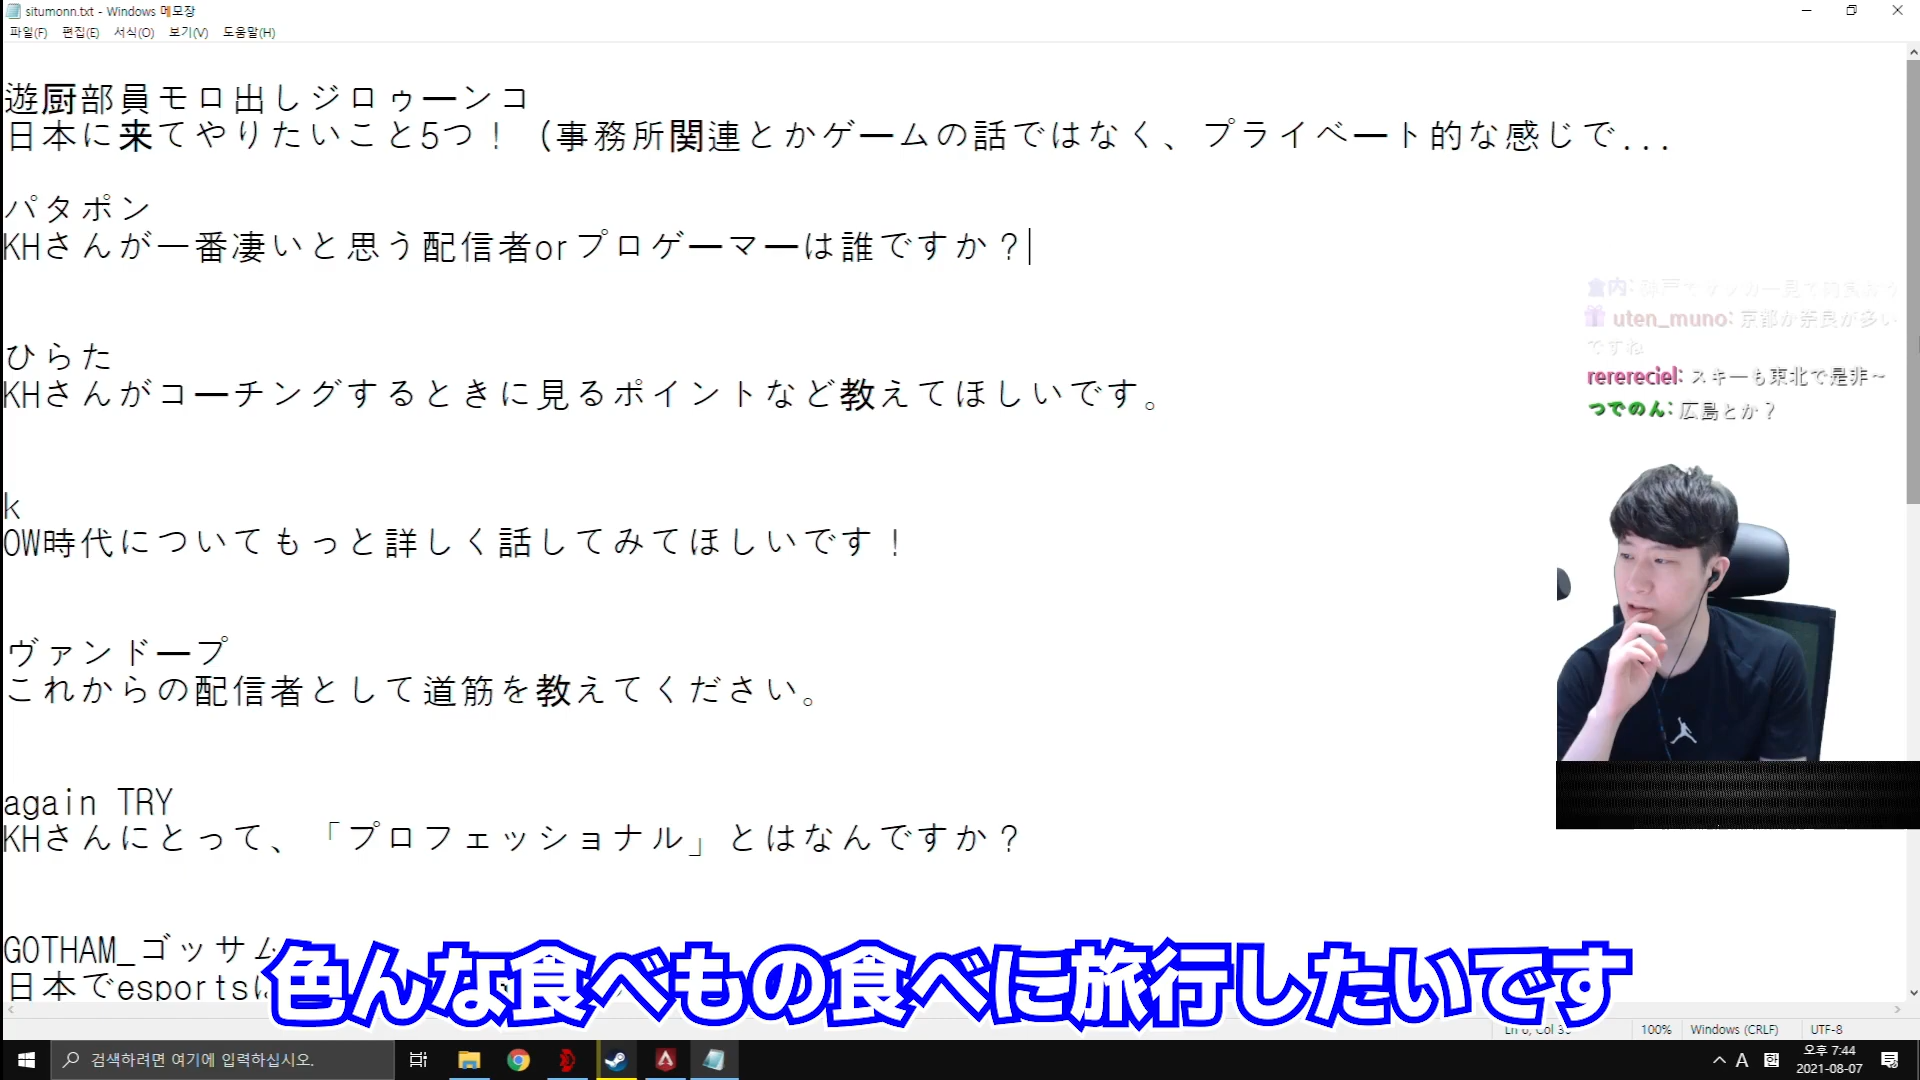 situmonn.txt - Windows 메모장
파일(F) 편집(E) 서식(O) 보기(V) 도움말(H)
遊厨部員モロ出しジロゥーンコ
日本に来てやりたいこと5つ！（事務所関連とかゲームの話ではなく、プライベート的な感じで...
パタポン
KHさんが一番凄いと思う配信者orプロゲーマーは誰ですか？
ひらた
KHさんがコーチングするときに見るポイントなど教えてほしいです。
k
OW時代についてもっと詳しく話してみてほしいです！
ヴァンドープ
これからの配信者として道筋を教えてください。
again TRY
KHさんにとって、「プロフェッショナル」とはなんですか？
GOTHAM_ゴッサム
日本でesportsは
uten_muno: 京都か奈良が多い
ですね
rerereciel: スキーも東北で是非～
つでのん: 広島とか？
色んな食べもの食べに旅行したいです
100% Windows (CRLF) UTF-8
검색하려면 여기에 입력하십시오.
A 한
오후 7:44
2021-08-07